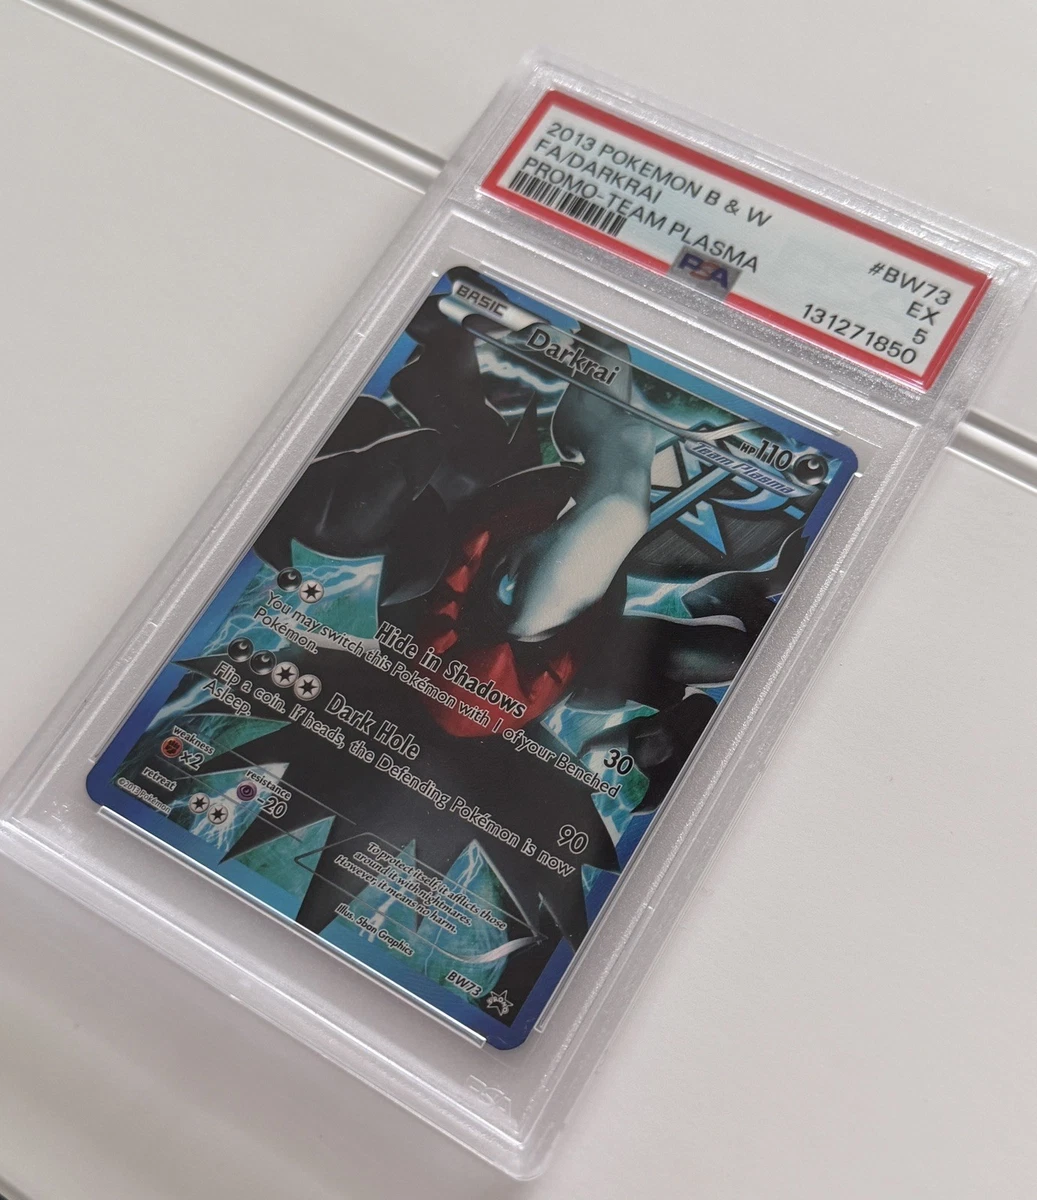 2013 POKEMON B & W
FA/DARKRAI
PROMO-TEAM PLASMA
#BW73
EX
5
131271850
PSA
BASIC
Darkrai
HP110
Team Plasma
Hide in Shadows
30
You may switch this Pokémon with 1 of your Benched
Pokémon.
Dark Hole
90
Flip a coin. If heads, the Defending Pokémon is now
Asleep.
weakness
×2
resistance
-20
retreat
©2013 Pokémon
To protect itself, it afflicts those
around it with nightmares.
However, it means no harm.
Illus. 5ban Graphics
BW73
PSA